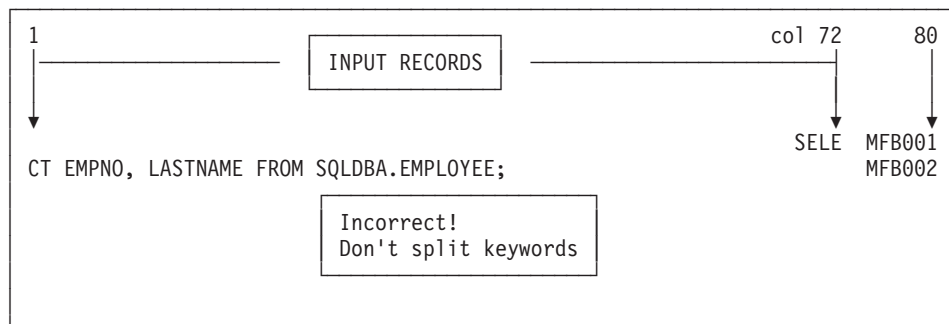 1 col 72 80
INPUT RECORDS
SELE MFB001
CT EMPNO, LASTNAME FROM SQLDBA.EMPLOYEE; MFB002
Incorrect!
Don't split keywords